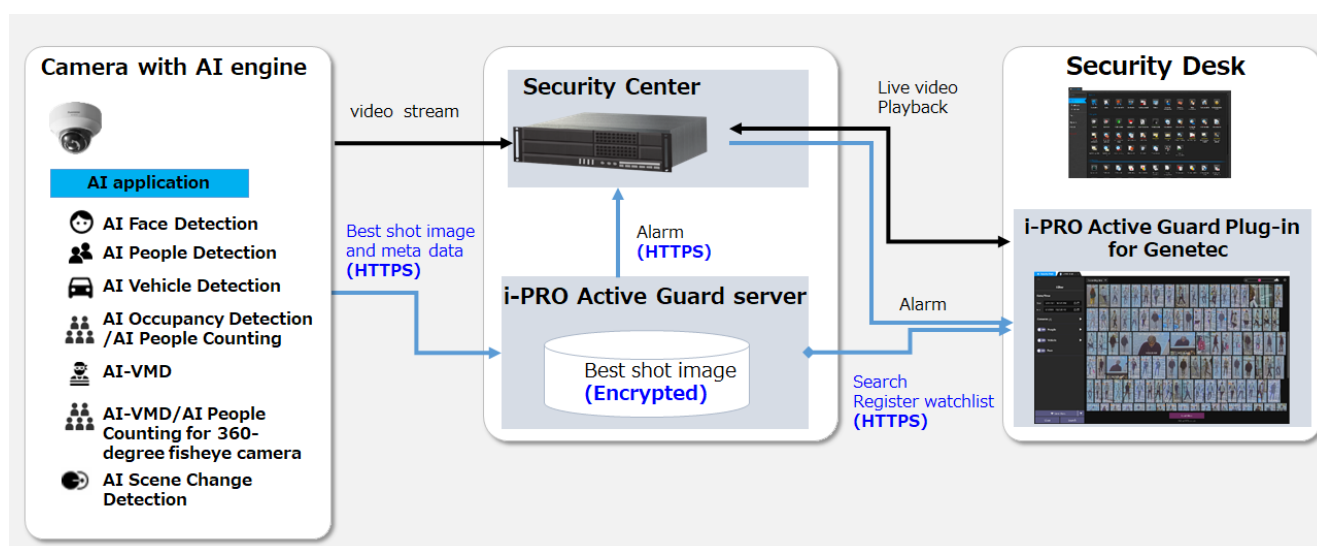 Camera with AI engine
AI application
AI Face Detection
AI People Detection
AI Vehicle Detection
AI Occupancy Detection
/AI People Counting
AI-VMD
AI-VMD/AI People
Counting for 360-
degree fisheye camera
AI Scene Change
Detection
video stream
Best shot image
and meta data
(HTTPS)
Security Center
Alarm
(HTTPS)
i-PRO Active Guard server
Best shot image
(Encrypted)
Live video
Playback
Alarm
Search
Register watchlist
(HTTPS)
Security Desk
i-PRO Active Guard Plug-in
for Genetec